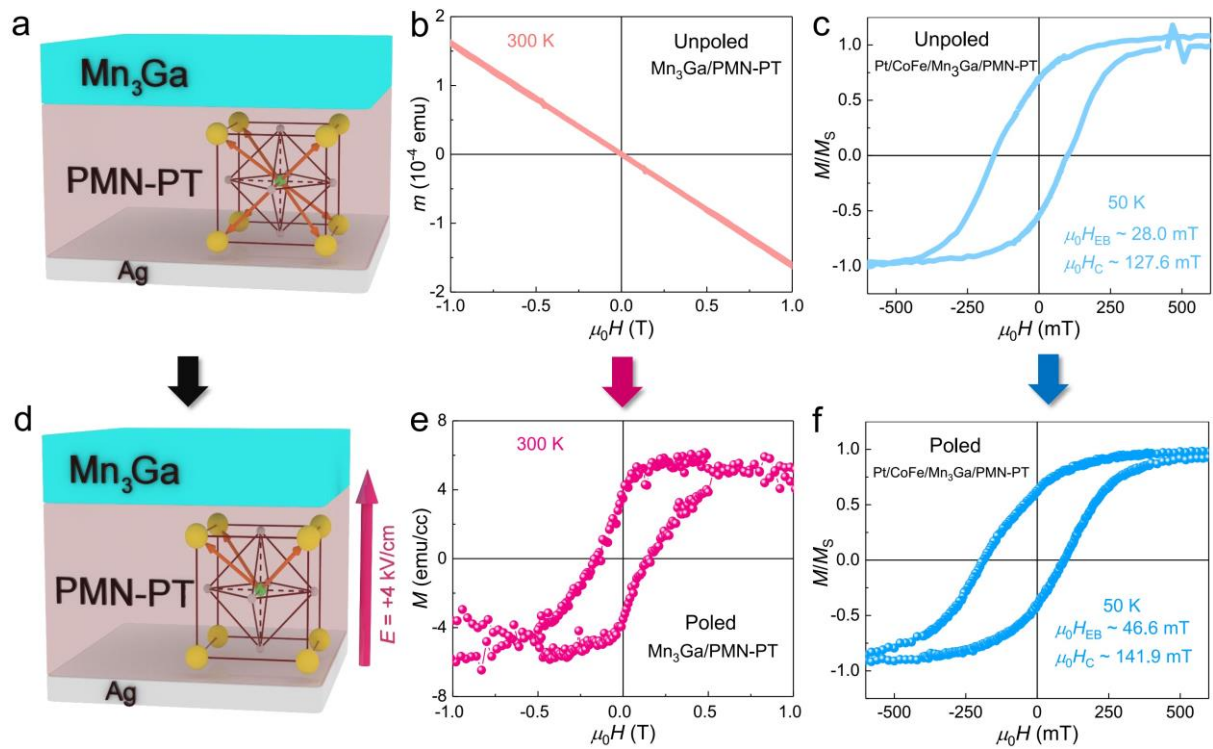 a
Mn₃Ga
PMN-PT
Ag
b
300 K
Unpoled
Mn₃Ga/PMN-PT
m (10⁻⁴ emu)
2
1
0
-1
-2
-1.0 -0.5 0.0 0.5 1.0
μ₀H (T)
c
Unpoled
Pt/CoFe/Mn₃Ga/PMN-PT
M/Mₛ
1.0
0.5
0.0
-0.5
-1.0
50 K
μ₀H_EB ~ 28.0 mT
μ₀H_C ~ 127.6 mT
-500 -250 0 250 500
μ₀H (mT)
d
Mn₃Ga
PMN-PT
Ag
E = +4 kV/cm
e
300 K
M (emu/cc)
8
4
0
-4
-8
Poled
Mn₃Ga/PMN-PT
-1.0 -0.5 0.0 0.5 1.0
μ₀H (T)
f
Poled
Pt/CoFe/Mn₃Ga/PMN-PT
M/Mₛ
1.0
0.5
0.0
-0.5
-1.0
50 K
μ₀H_EB ~ 46.6 mT
μ₀H_C ~ 141.9 mT
-500 -250 0 250 500
μ₀H (mT)